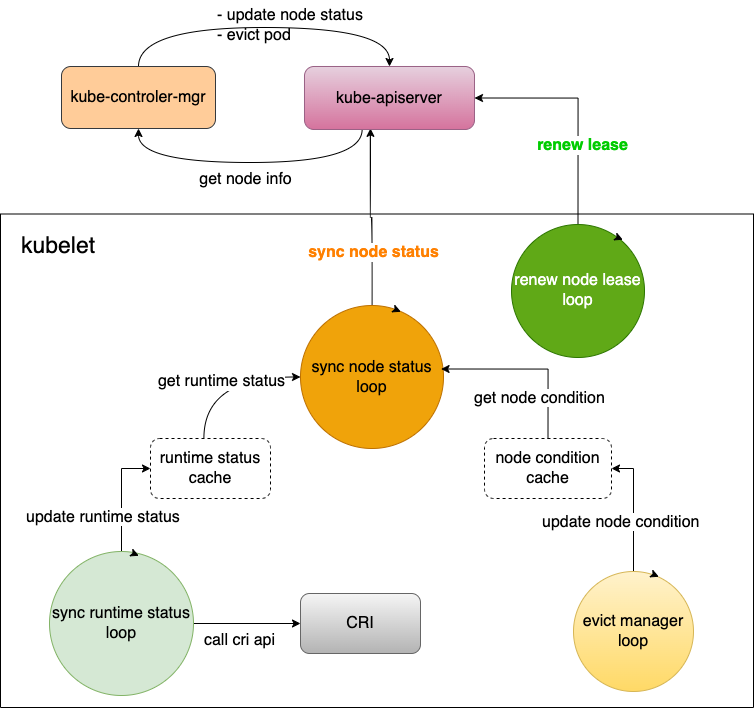 - update node status
- evict pod
kube-controler-mgr
kube-apiserver
renew lease
get node info
kubelet
sync node status
renew node lease
loop
sync node status
loop
get runtime status
get node condition
runtime status
cache
node condition
cache
update runtime status
update node condition
sync runtime status
loop
call cri api
CRI
evict manager
loop